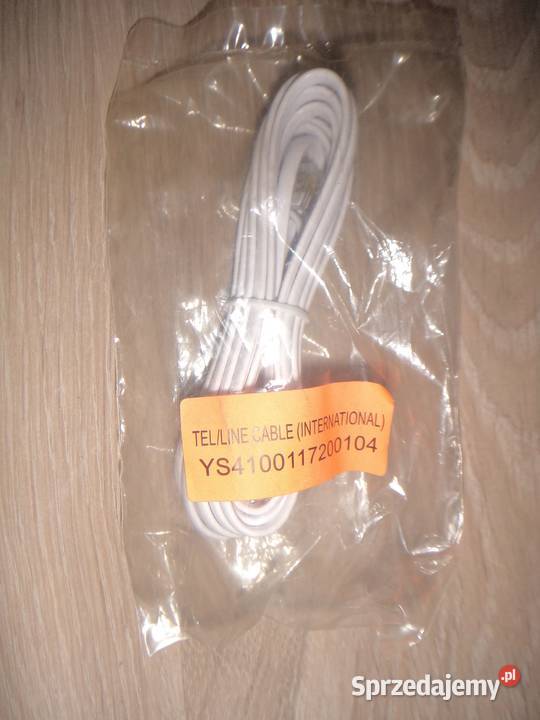 TEL/LINE CABLE (INTERNATIONAL)
YS4100117200104
Sprzedajemy.pl